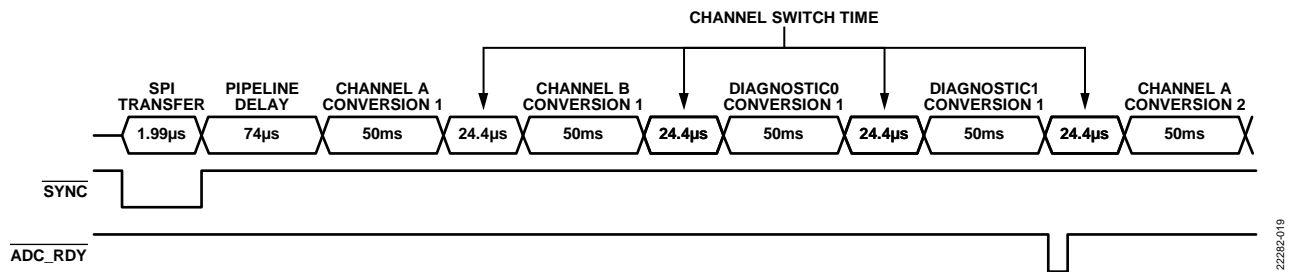 CHANNEL SWITCH TIME
SPI TRANSFER
PIPELINE DELAY
CHANNEL A CONVERSION 1
CHANNEL B CONVERSION 1
DIAGNOSTIC0 CONVERSION 1
DIAGNOSTIC1 CONVERSION 1
CHANNEL A CONVERSION 2
1.99µs
74µs
50ms
24.4µs
50ms
24.4µs
50ms
24.4µs
50ms
24.4µs
50ms
SYNC
ADC_RDY
22282-019